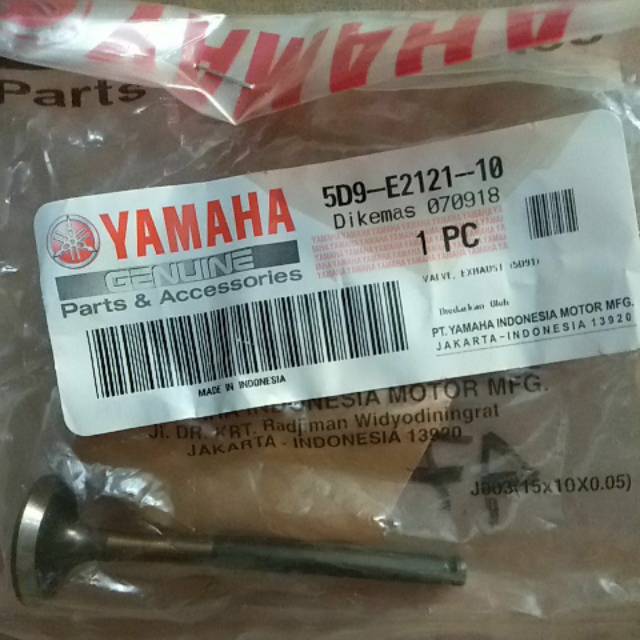 YAMAHA
Parts
YAMAHA
GENUINE
Parts & Accessories
5D9-E2121-10
Dikemas 070918
1 PC
VALVE, EXHAUST (5D91)
Diedarkan Oleh
PT. YAMAHA INDONESIA MOTOR MFG.
JAKARTA-INDONESIA 13920
MADE IN INDONESIA
INDONESIA MOTOR MFG.
Jl. DR. KRT. Radjiman Widyodiningrat
JAKARTA - INDONESIA 13920
J803(15X10X0.05)